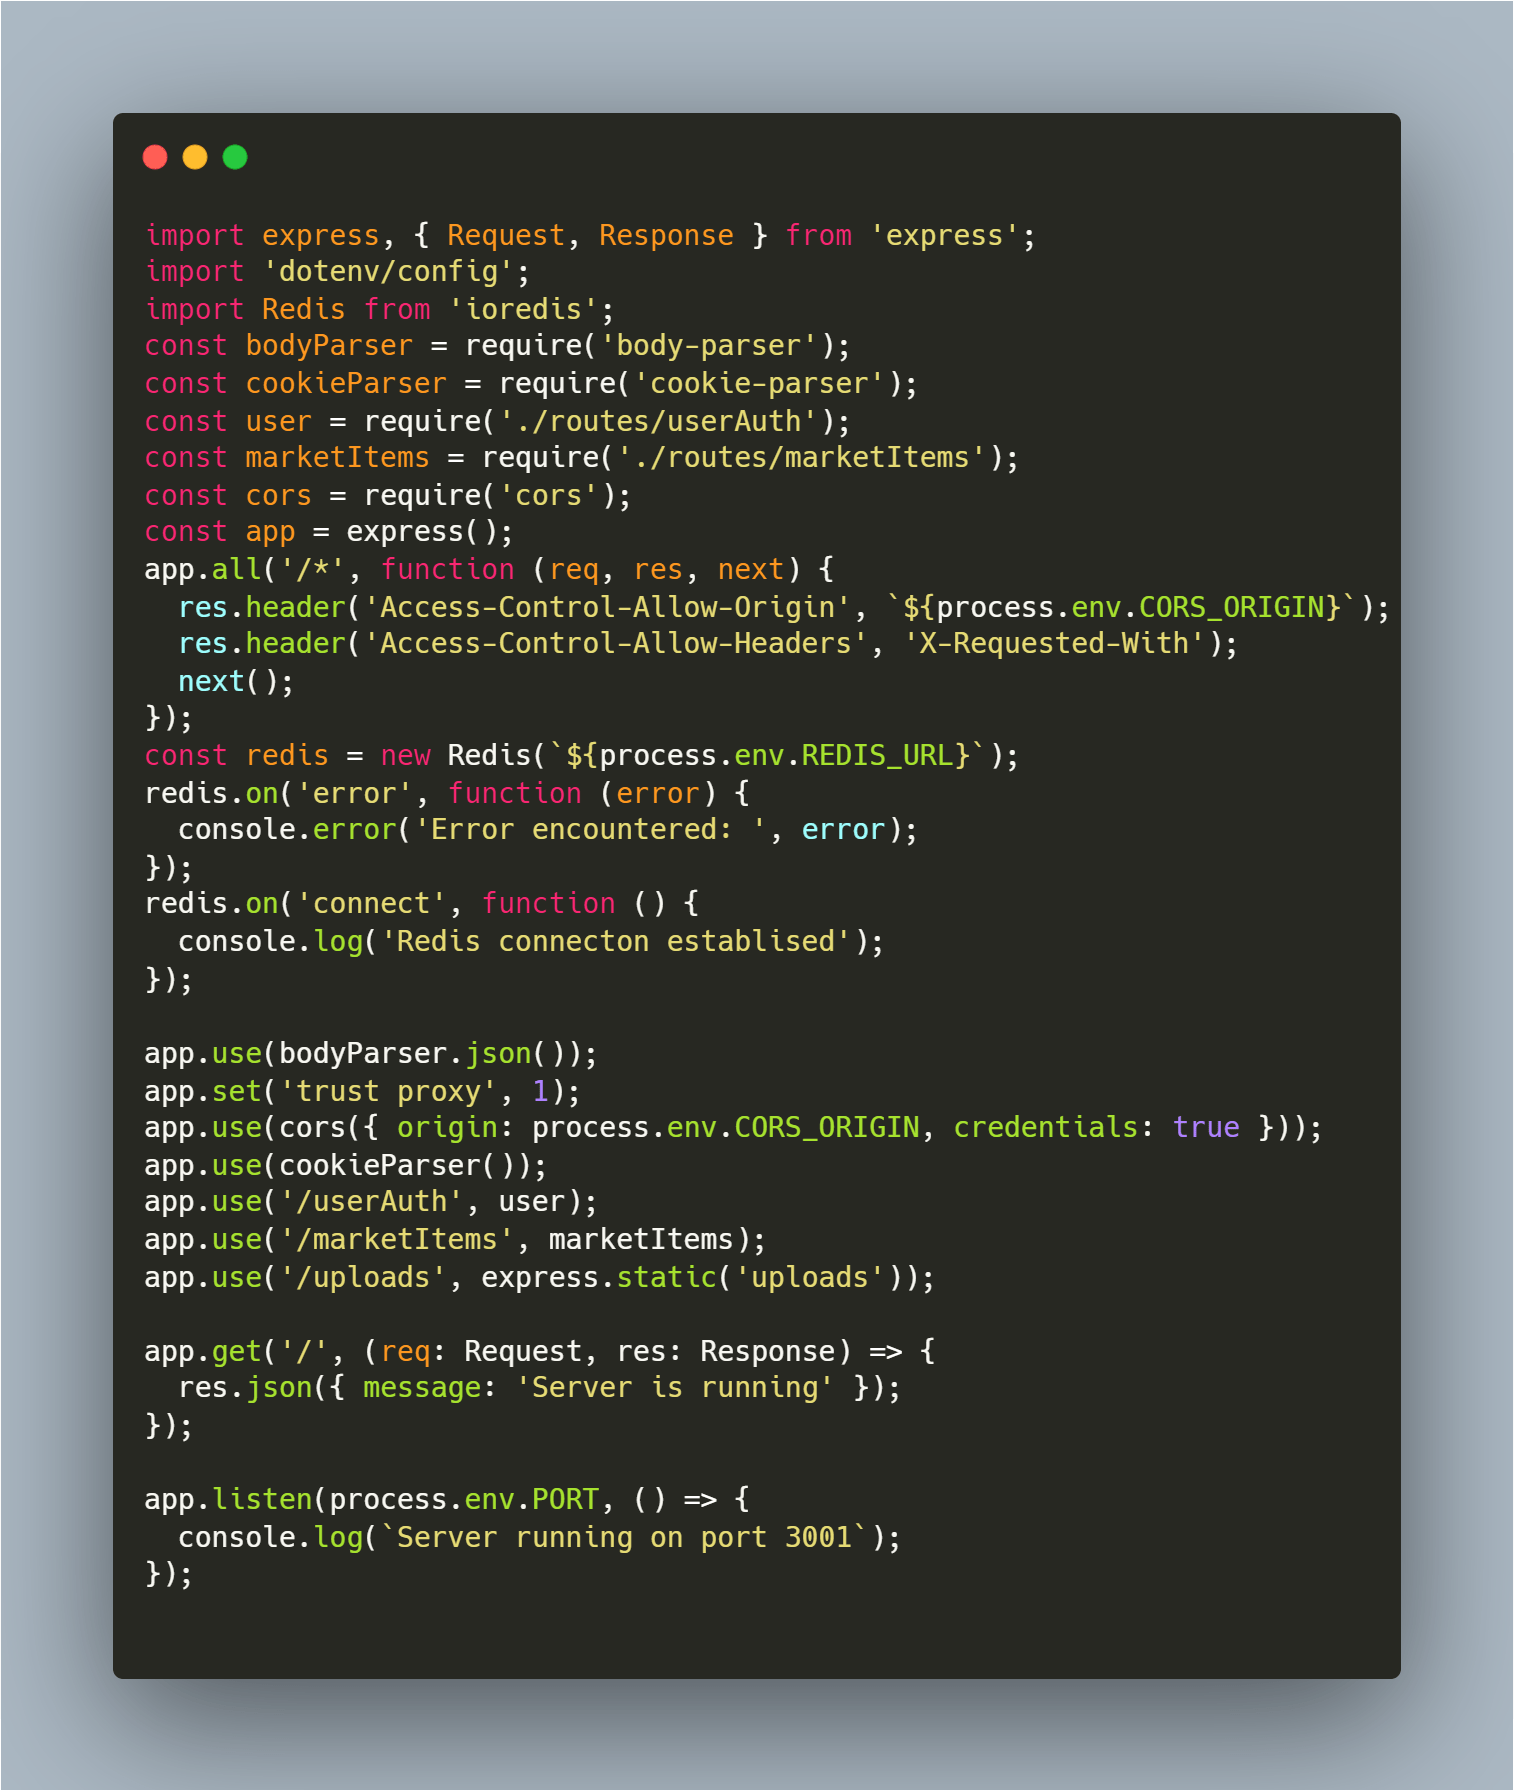 import express, { Request, Response } from 'express';
import 'dotenv/config';
import Redis from 'ioredis';
const bodyParser = require('body-parser');
const cookieParser = require('cookie-parser');
const user = require('./routes/userAuth');
const marketItems = require('./routes/marketItems');
const cors = require('cors');
const app = express();
app.all('/*', function (req, res, next) {
  res.header('Access-Control-Allow-Origin', `${process.env.CORS_ORIGIN}`);
  res.header('Access-Control-Allow-Headers', 'X-Requested-With');
  next();
});
const redis = new Redis(`${process.env.REDIS_URL}`);
redis.on('error', function (error) {
  console.error('Error encountered: ', error);
});
redis.on('connect', function () {
  console.log('Redis connecton establised');
});

app.use(bodyParser.json());
app.set('trust proxy', 1);
app.use(cors({ origin: process.env.CORS_ORIGIN, credentials: true }));
app.use(cookieParser());
app.use('/userAuth', user);
app.use('/marketItems', marketItems);
app.use('/uploads', express.static('uploads'));

app.get('/', (req: Request, res: Response) => {
  res.json({ message: 'Server is running' });
});

app.listen(process.env.PORT, () => {
  console.log(`Server running on port 3001`);
});